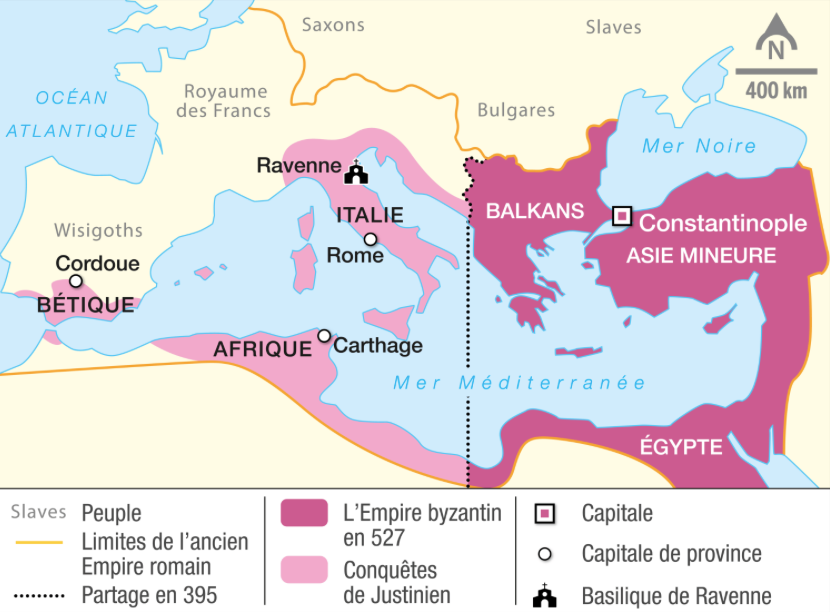 Saxons
Slaves
N
400 km
OCÉAN
ATLANTIQUE
Royaume
des Francs
Bulgares
Mer Noire
Ravenne
BALKANS
Constantinople
ITALIE
Wisigoths
Rome
ASIE MINEURE
Cordoue
BÉTIQUE
AFRIQUE
Carthage
Mer Méditerranée
ÉGYPTE
Slaves Peuple
Limites de l'ancien
Empire romain
Partage en 395
L'Empire byzantin
en 527
Conquêtes
de Justinien
Capitale
Capitale de province
Basilique de Ravenne